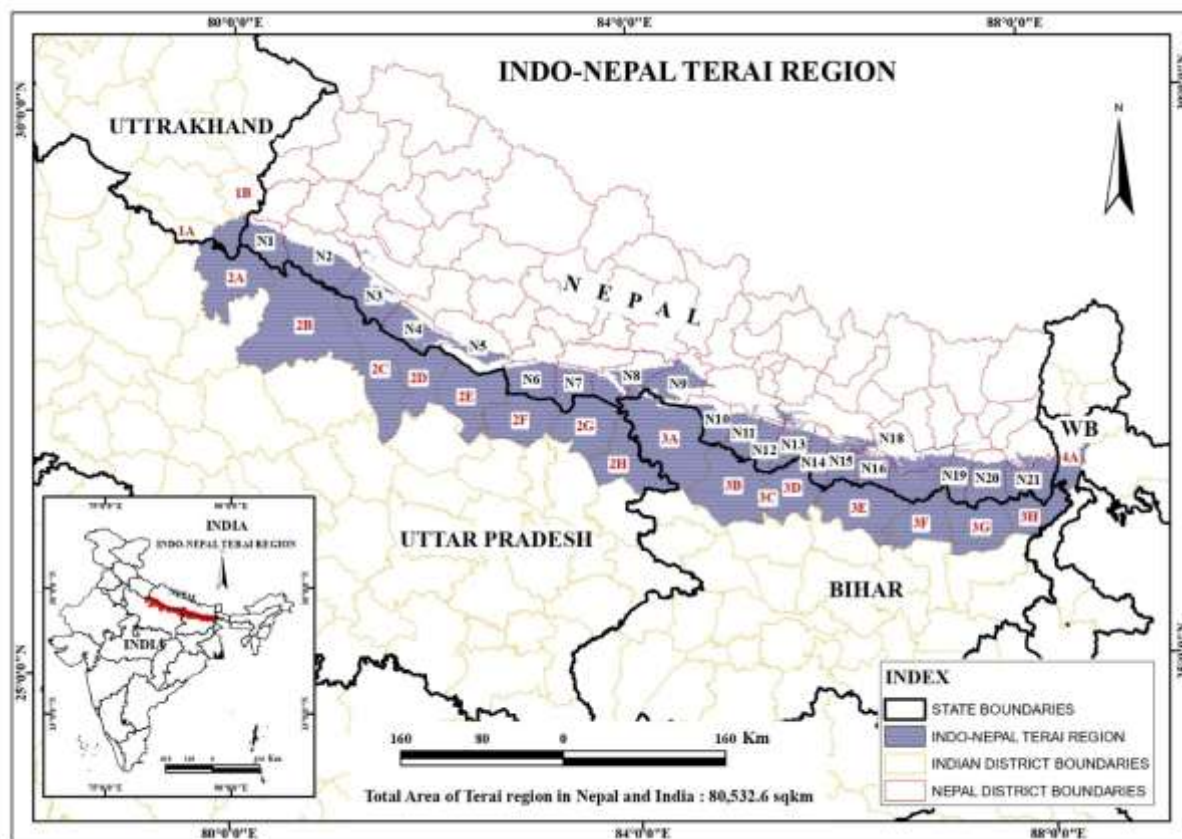 80°0'0"E 84°0'0"E 88°0'0"E
INDO-NEPAL TERAI REGION
N
30°0'0"N
UTTRAKHAND
1B
1A
N1
N2
2A
N3
N E P A L
2B
N4
N5
2C
2D
N6
N7
N8
N9
2E
2F
2G
N10
N11
3A
N12
N13
N18
WB
2H
N14
N15
N16
4A
N19
N20
N21
3B
3C
3D
3E
3F
3G
3H
UTTAR PRADESH
BIHAR
INDIA
INDO-NEPAL TERAI REGION
NEPAL
INDIA
Km
25°0'0"N
160 80 0 160 Km
Total Area of Terai region in Nepal and India : 80,532.6 sqkm
INDEX
STATE BOUNDARIES
INDO-NEPAL TERAI REGION
INDIAN DISTRICT BOUNDARIES
NEPAL DISTRICT BOUNDARIES
80°0'0"E 84°0'0"E 88°0'0"E